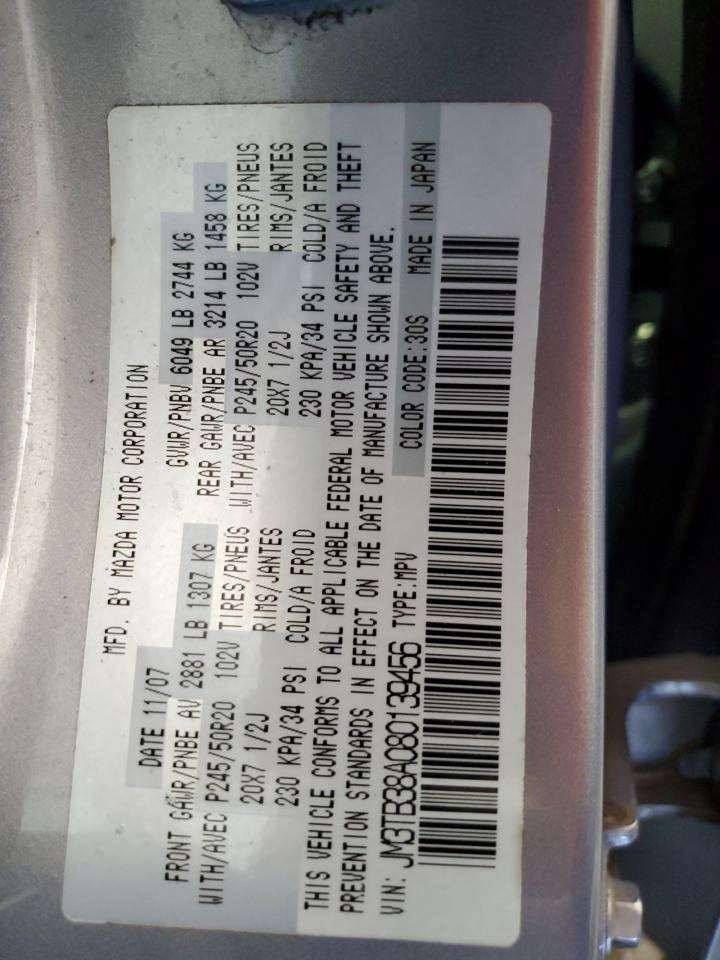 MFD. BY MAZDA MOTOR CORPORATION
DATE 11/07 GVWR/PNBV 6049 LB 2744 KG
FRONT GAWR/PNBE AV 2881 LB 1307 KG REAR GAWR/PNBE AR 3214 LB 1458 KG
WITH/AVEC P245/50R20 102V TIRES/PNEUS WITH/AVEC P245/50R20 102V TIRES/PNEUS
20X7 1/2J RIMS/JANTES 20X7 1/2J RIMS/JANTES
230 KPA/34 PSI COLD/A FROID 230 KPA/34 PSI COLD/A FROID
THIS VEHICLE CONFORMS TO ALL APPLICABLE FEDERAL MOTOR VEHICLE SAFETY AND THEFT
PREVENTION STANDARDS IN EFFECT ON THE DATE OF MANUFACTURE SHOWN ABOVE.
VIN: JM3TB38A080139456 TYPE:MPV COLOR CODE:30S MADE IN JAPAN